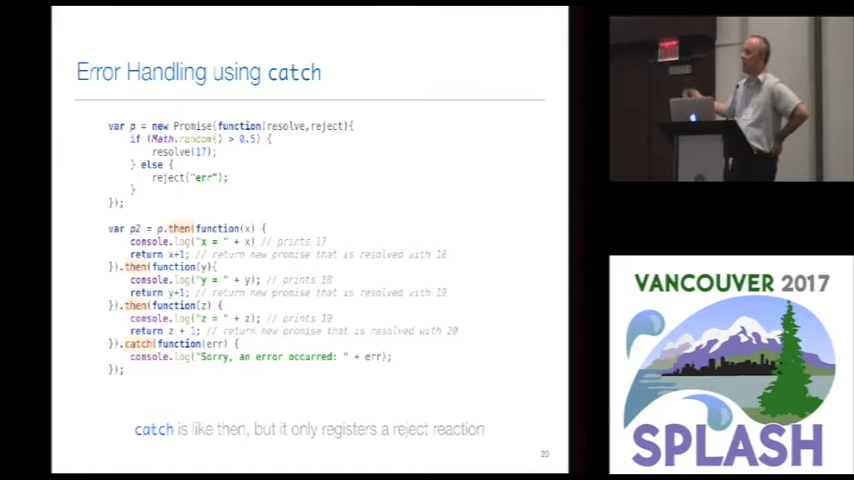 Error Handling using catch
var p = new Promise(function(resolve,reject){
if (Math.random() > 0.5) {
resolve(17);
} else {
reject("err");
}
});
var p2 = p.then(function(x) {
console.log("x = " + x) // prints 17
return x+1; // return new promise that is resolved with 18
}).then(function(y){
console.log("y = " + y); // prints 18
return y+1; // return new promise that is resolved with 19
}).then(function(z) {
console.log("z = " + z); // prints 19
return z + 1; // return new promise that is resolved with 20
}).catch(function(err) {
console.log("Sorry, an error occurred: " + err);
});
catch is like then, but it only registers a reject reaction
20
VANCOUVER 2017
SPLASH